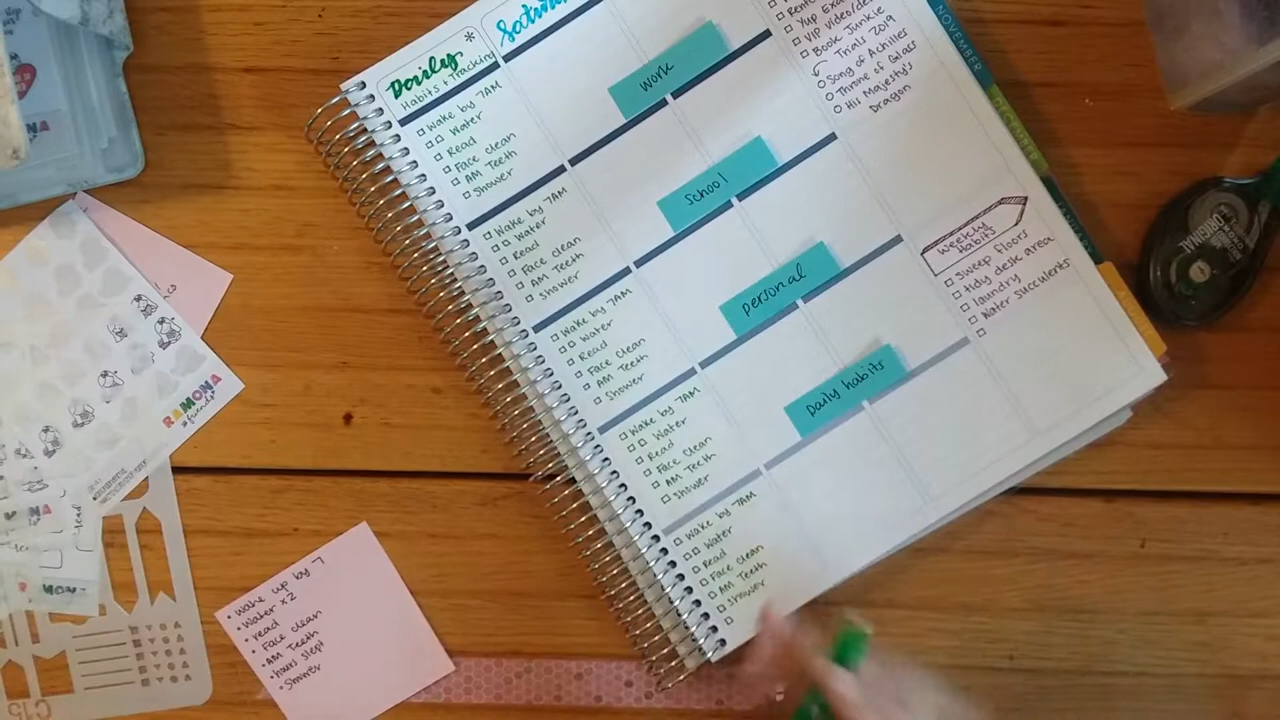 Daily *
Habits + Tracking
Wake by 7AM
Water
Read
Face clean
AM Teeth
Shower
Wake by 7AM
Water
Read
Face clean
AM Teeth
Shower
Wake by 7AM
Water
Read
Face clean
AM Teeth
Shower
Wake by 7AM
Water
Read
Face clean
AM Teeth
Shower
Wake by 7AM
Water
Read
Face clean
AM Teeth
Shower
work
school
personal
daily habits
VIP video/
Book Junkie
Trials 2019
Song of Achilles
Throne of Glass
His Majesty's
Dragon
Weekly
Habits
Sweep floors
tidy desk area
laundry
Water succulents
NOVEMBER
DECEMBER
ORIGINAL
RAMONA
#friends
• Wake up by 7
• Water x2
• read
• Face clean
• AM Teeth
• hours slept
• Shower
C15